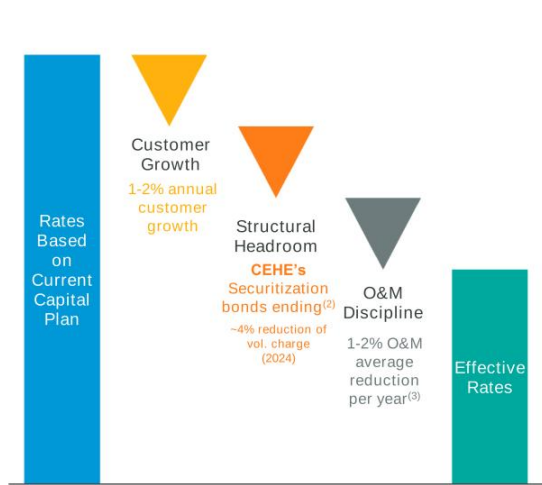 Rates
Based
on
Current
Capital
Plan
Customer
Growth
1-2% annual
customer
growth
Structural
Headroom
CEHE’s
Securitization
bonds ending(2)
~4% reduction of
vol. charge
(2024)
O&M
Discipline
1-2% O&M
average
reduction
per year(3)
Effective
Rates